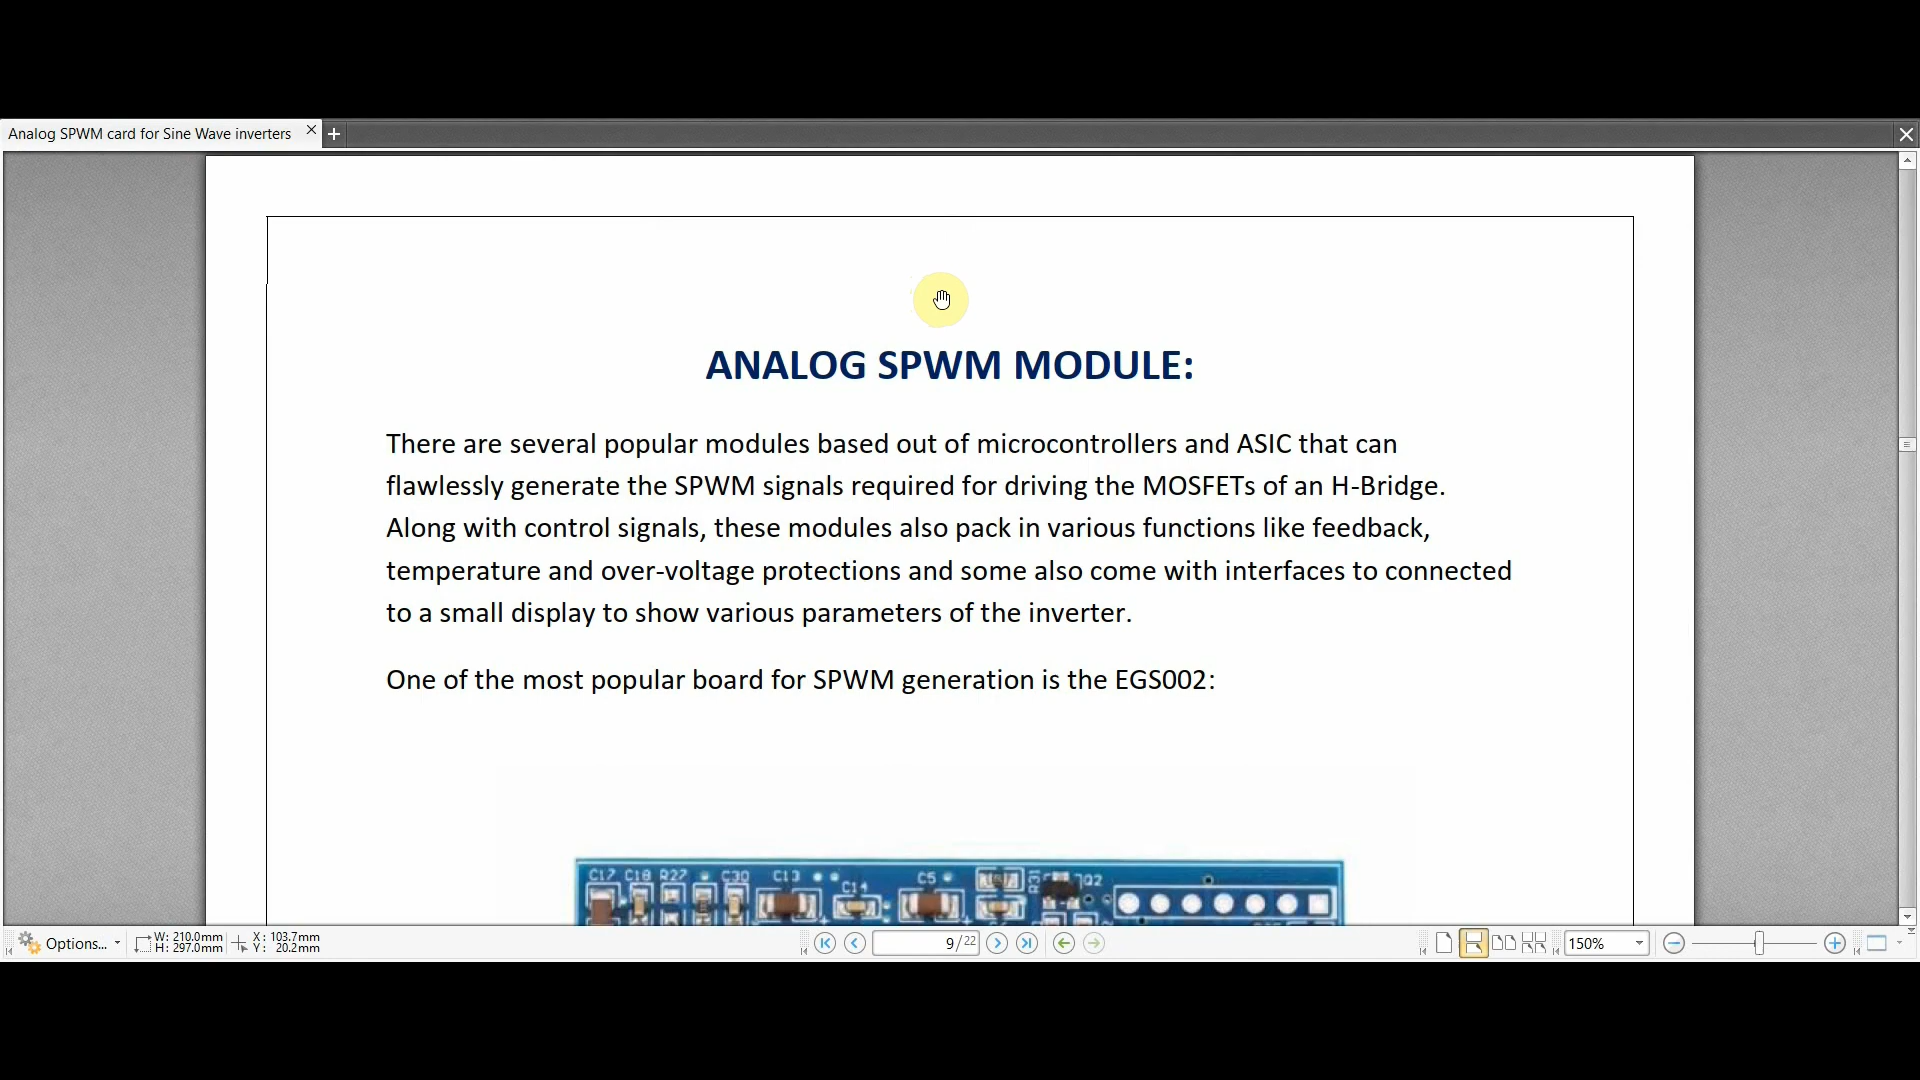 Analog SPWM card for Sine Wave inverters
ANALOG SPWM MODULE:
There are several popular modules based out of microcontrollers and ASIC that can
flawlessly generate the SPWM signals required for driving the MOSFETs of an H-Bridge.
Along with control signals, these modules also pack in various functions like feedback,
temperature and over-voltage protections and some also come with interfaces to connected
to a small display to show various parameters of the inverter.
One of the most popular board for SPWM generation is the EGS002:
C17 C18 R27 C30 C13 C14 C5 R31 Q2
Options...
W: 210.0mm
H: 297.0mm
X: 103.7mm
Y: 20.2mm
9/22
150%